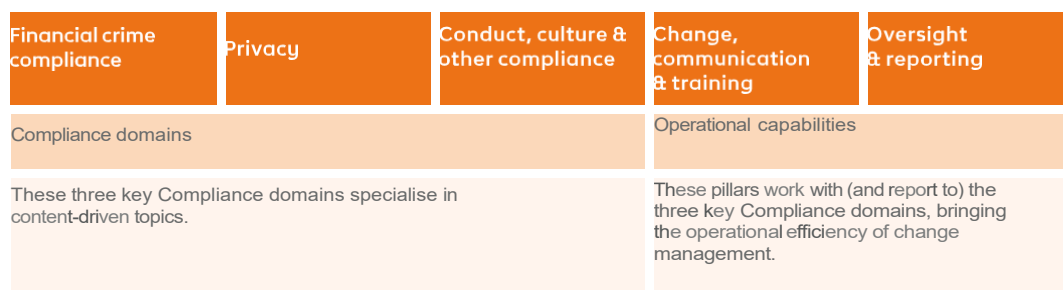 Financial crime
compliance
Privacy
Conduct, culture &
other compliance
Change,
communication
& training
Oversight
& reporting
Compliance domains
Operational capabilities
These three key Compliance domains specialise in
content-driven topics.
These pillars work with (and report to) the
three key Compliance domains, bringing
the operational efficiency of change
management.